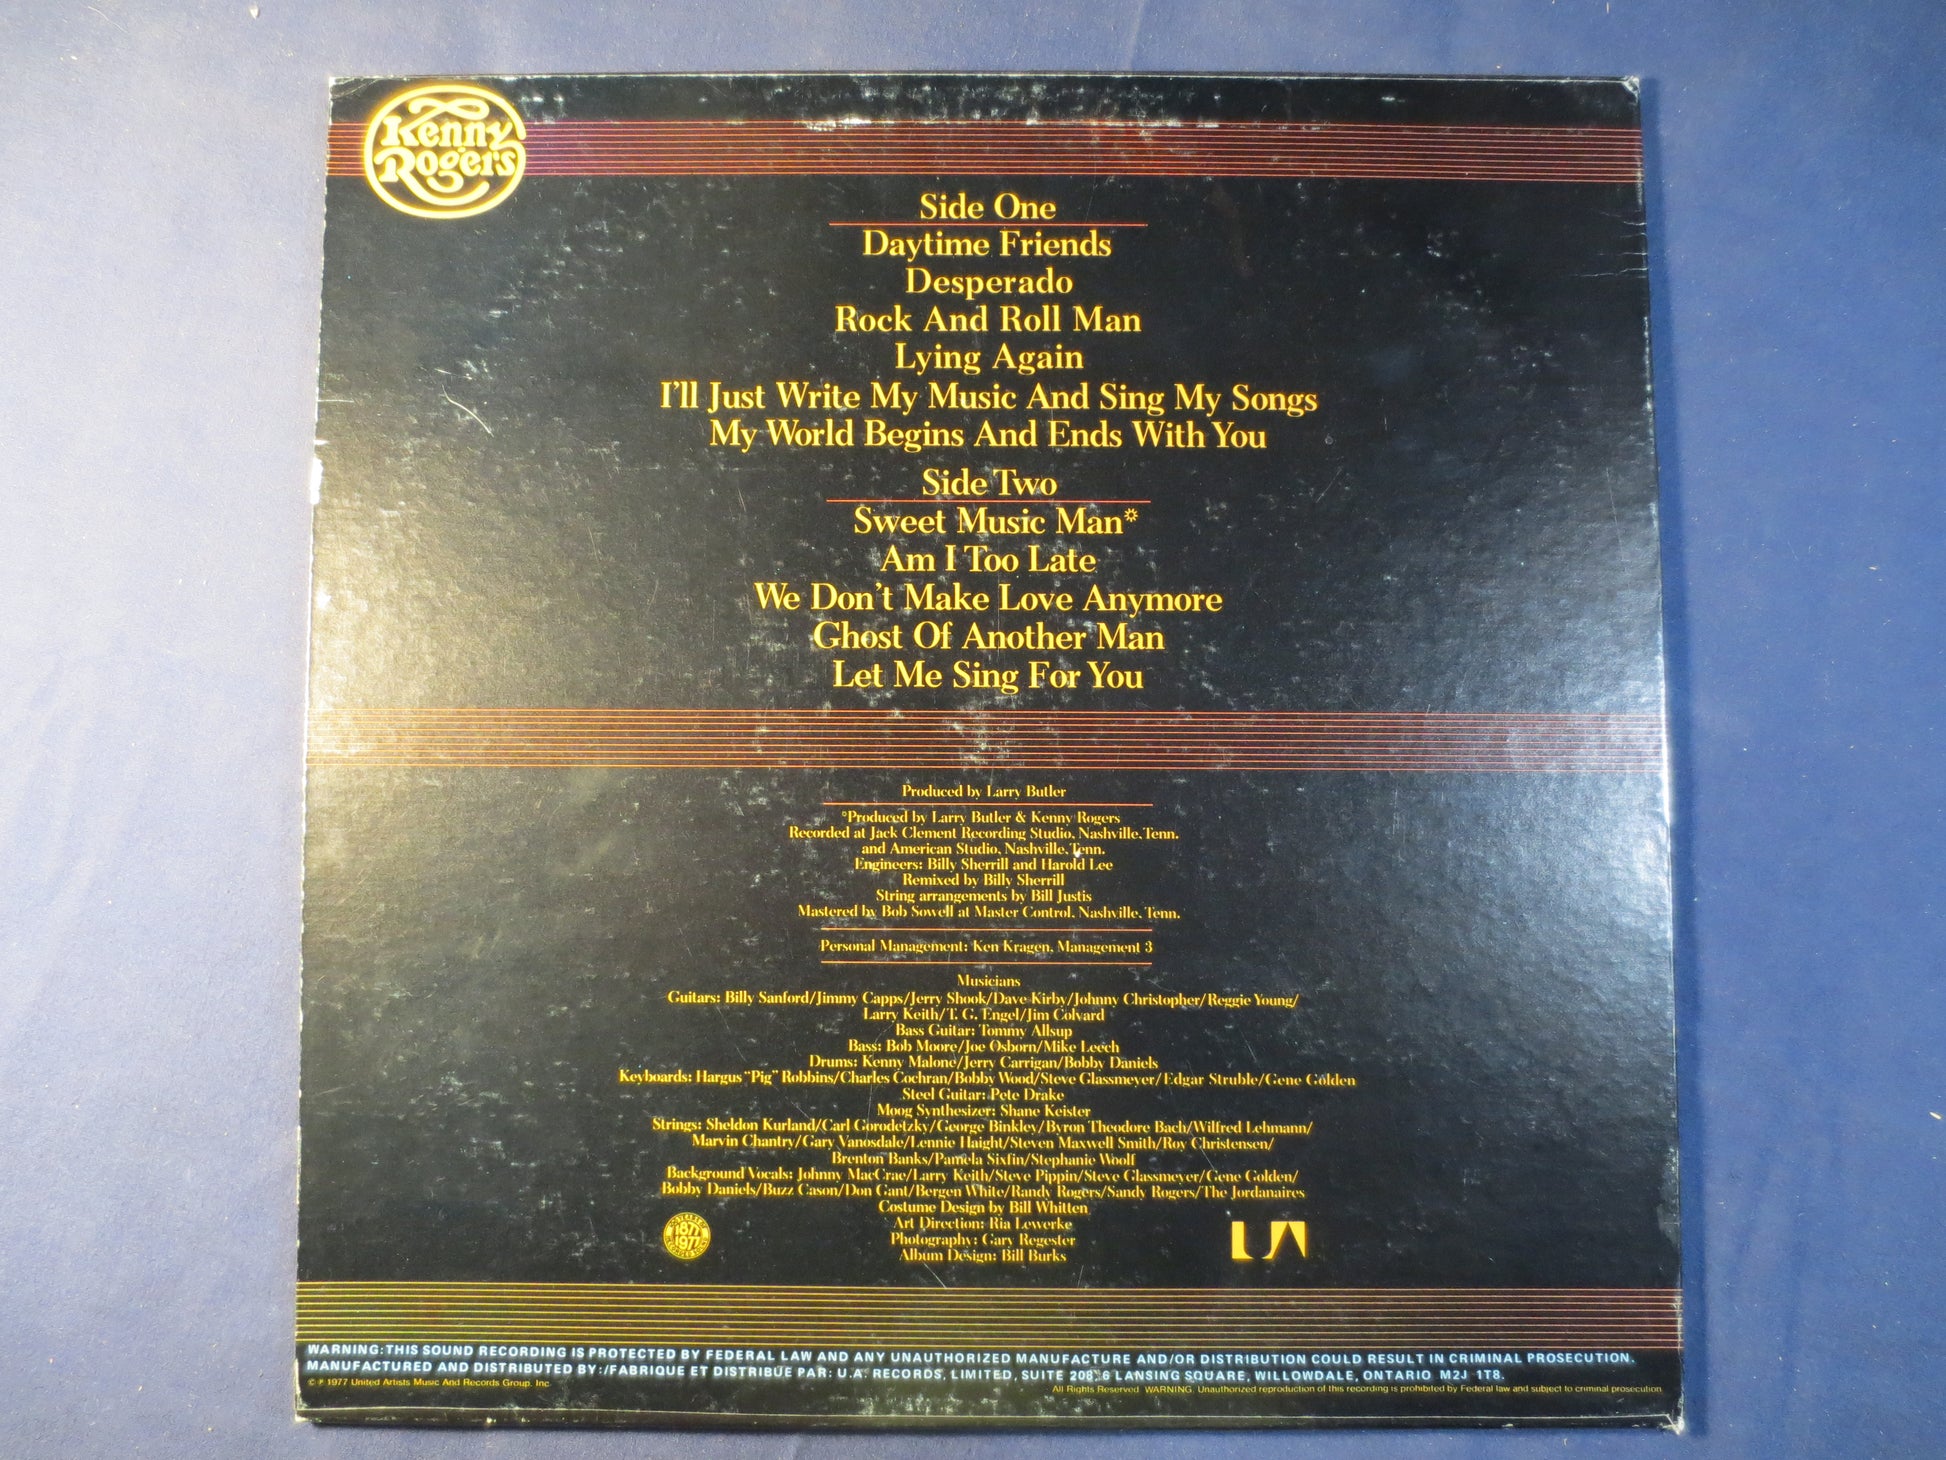 Kenny
Rogers
Side One
Daytime Friends
Desperado
Rock And Roll Man
Lying Again
I'll Just Write My Music And Sing My Songs
My World Begins And Ends With You
Side Two
Sweet Music Man*
Am I Too Late
We Don't Make Love Anymore
Ghost Of Another Man
Let Me Sing For You
Produced by Larry Butler
*Produced by Larry Butler & Kenny Rogers
Recorded at Jack Clement Recording Studio, Nashville, Tenn.
and American Studio, Nashville, Tenn.
Engineers: Billy Sherrill and Harold Lee
Remixed by Billy Sherrill
String arrangements by Bill Justis
Mastered by Bob Sowell at Master Control, Nashville, Tenn.
Personal Management: Ken Kragen, Management 3
Musicians
Guitars: Billy Sanford/Jimmy Capps/Jerry Shook/Dave Kirby/Johnny Christopher/Reggie Young/
Larry Keith/T. G. Engel/Jim Colvard
Bass Guitar: Tommy Allsup
Bass: Bob Moore/Joe Osborn/Mike Leech
Drums: Kenny Malone/Jerry Carrigan/Bobby Daniels
Keyboards: Hargus "Pig" Robbins/Charles Cochran/Bobby Wood/Steve Glassmeyer/Edgar Struble/Gene Golden
Steel Guitar: Pete Drake
Moog Synthesizer: Shane Keister
Strings: Sheldon Kurland/Carl Gorodetzky/George Binkley/Byron Theodore Bach/Wilfred Lehmann/
Marvin Chantry/Gary Vanosdale/Lennie Haight/Steven Maxwell Smith/Roy Christensen/
Brenton Banks/Pamela Sixfin/Stephanie Woolf
Background Vocals: Johnny MacCrae/Larry Keith/Steve Pippin/Steve Glassmeyer/Gene Golden/
Bobby Daniels/Buzz Cason/Don Gant/Bergen White/Randy Rogers/Sandy Rogers/The Jordanaires
Costume Design by Bill Whitten
Art Direction: Ria Lewerke
Photography: Gary Regester
Album Design: Bill Burks
1877
1977
UA
WARNING: THIS SOUND RECORDING IS PROTECTED BY FEDERAL LAW AND ANY UNAUTHORIZED MANUFACTURE AND/OR DISTRIBUTION COULD RESULT IN CRIMINAL PROSECUTION.
MANUFACTURED AND DISTRIBUTED BY:/FABRIQUE ET DISTRIBUE PAR: U.A. RECORDS, LIMITED, SUITE 208, 6 LANSING SQUARE, WILLOWDALE, ONTARIO M2J 1T8.
© ℗ 1977 United Artists Music And Records Group, Inc.
All Rights Reserved WARNING: Unauthorized reproduction of this recording is prohibited by Federal law and subject to criminal prosecution